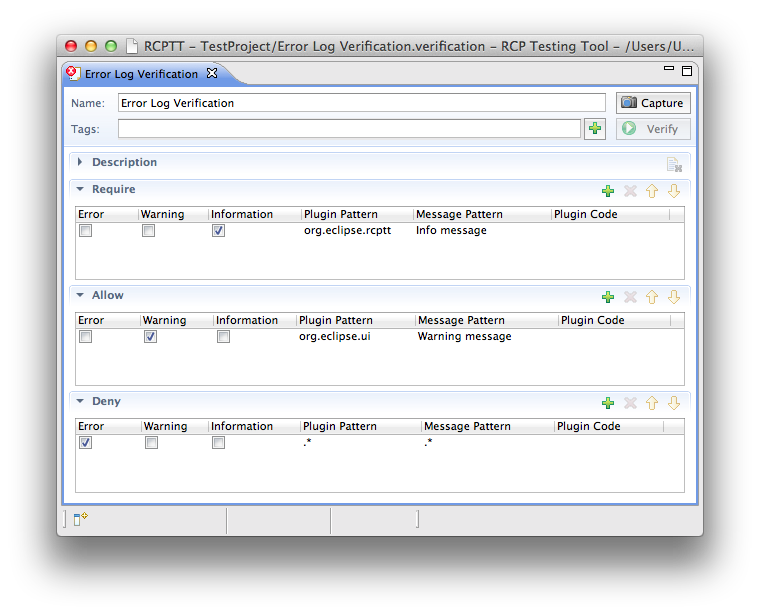 RCPTT – TestProject/Error Log Verification.verification – RCP Testing Tool – /Users/U...
Error Log Verification
Name: Error Log Verification Capture
Tags: Verify
Description
Require
Error Warning Information Plugin Pattern Message Pattern Plugin Code
org.eclipse.rcptt Info message
Allow
Error Warning Information Plugin Pattern Message Pattern Plugin Code
org.eclipse.ui Warning message
Deny
Error Warning Information Plugin Pattern Message Pattern Plugin Code
.* .*